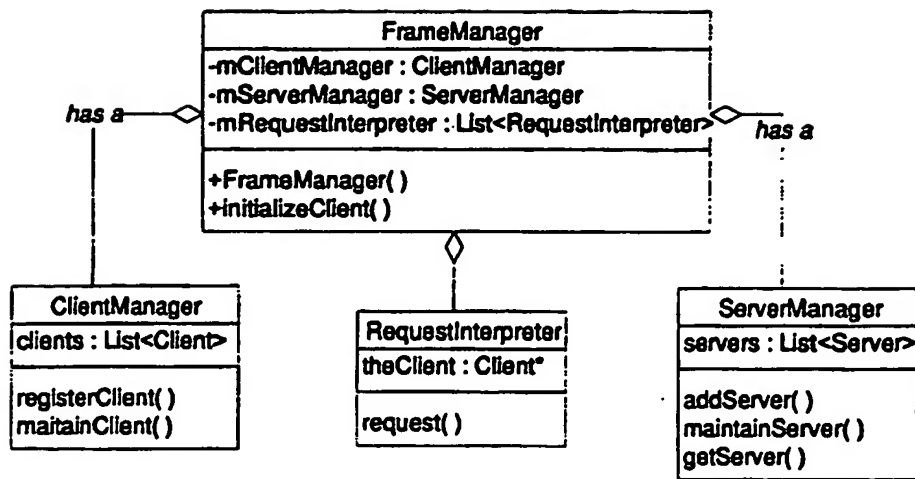 FrameManager
-mClientManager : ClientManager
-mServerManager : ServerManager
-mRequestInterpreter : List<RequestInterpreter>
+FrameManager( )
+initializeClient( )
has a
has a
ClientManager
clients : List<Client>
registerClient( )
maitainClient( )
RequestInterpreter
theClient : Client*
request( )
ServerManager
servers : List<Server>
addServer( )
maintainServer( )
getServer( )